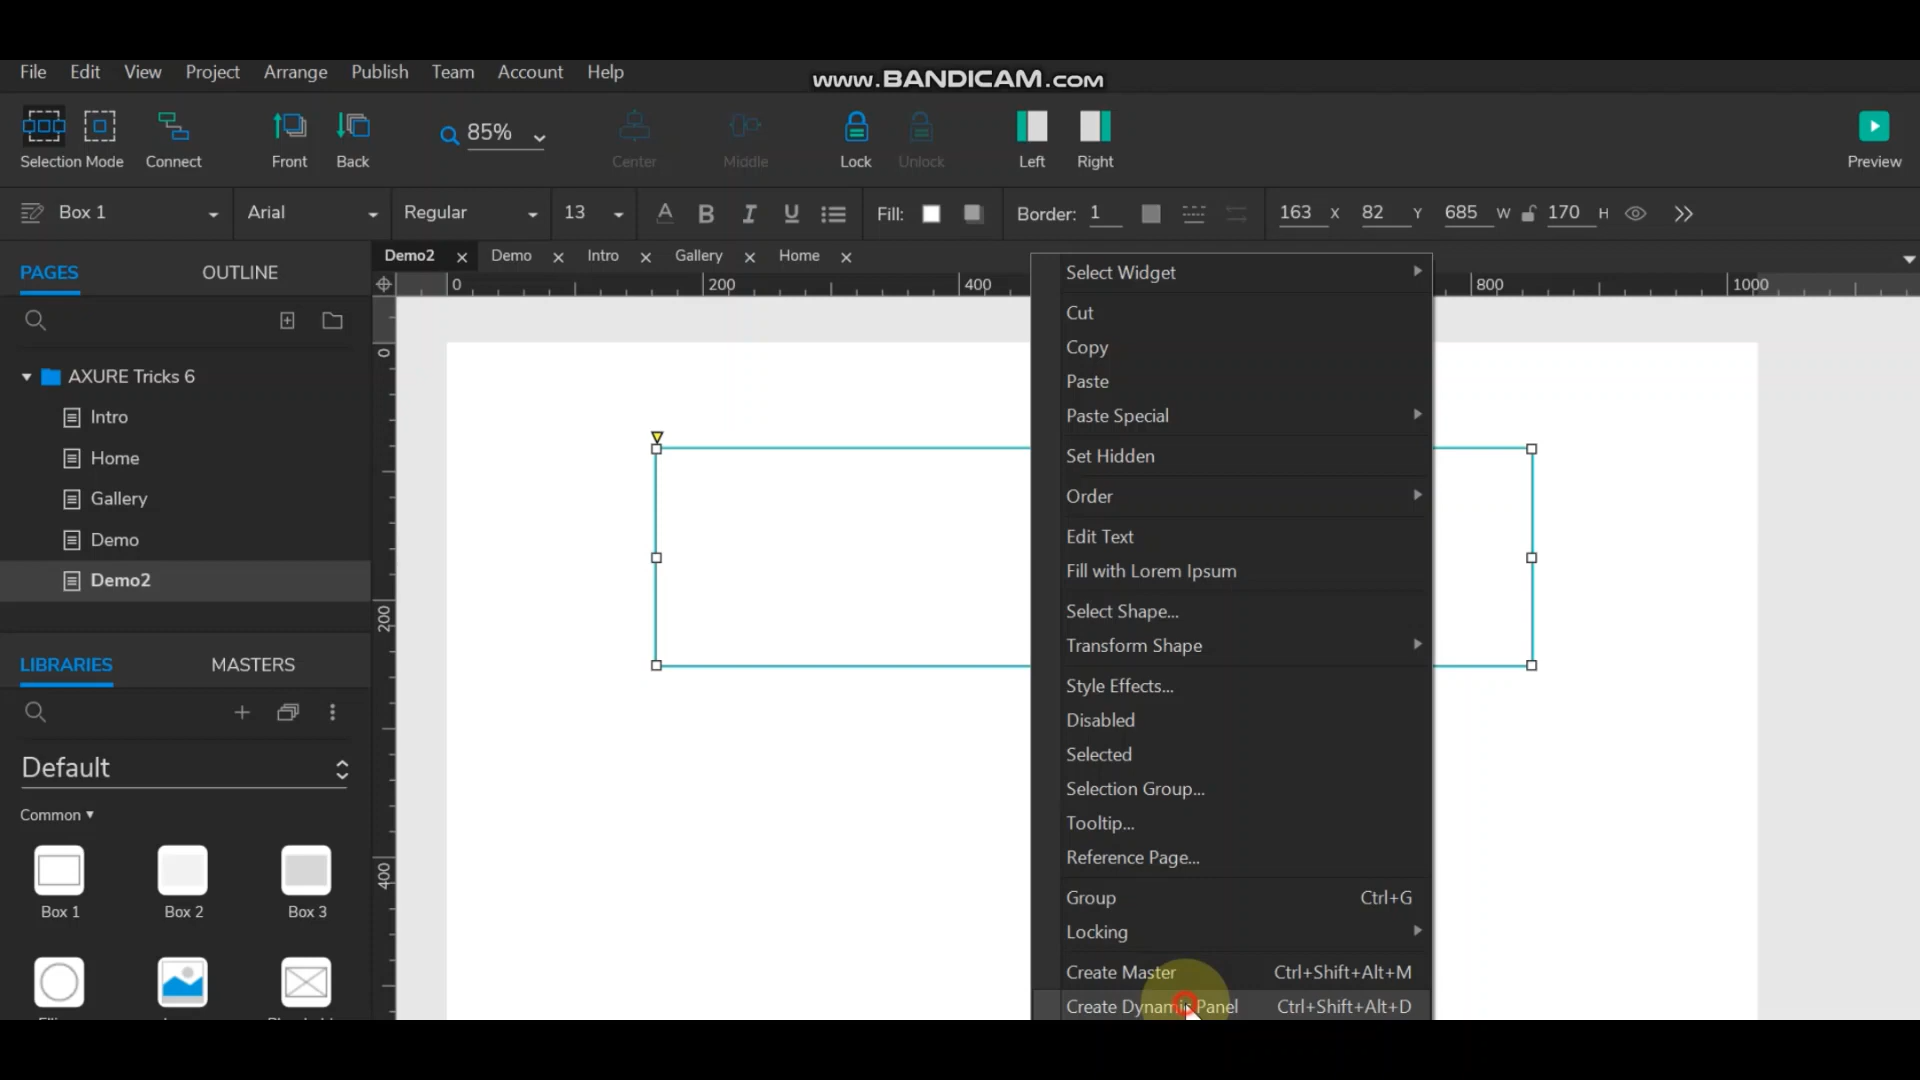 File Edit View Project Arrange Publish Team Account Help
www.BANDICAM.com
Selection Mode Connect Front Back 85% Center Middle Lock Unlock Left Right Preview
Box 1 Arial Regular 13 A B I U Fill: Border: 1 163 X 82 Y 685 W 170 H
PAGES OUTLINE
Demo2 Demo Intro Gallery Home
0 200 400 800 1000
AXURE Tricks 6
Intro
Home
Gallery
Demo
Demo2
0
200
400
LIBRARIES MASTERS
Default
Common
Box 1 Box 2 Box 3
Select Widget
Cut
Copy
Paste
Paste Special
Set Hidden
Order
Edit Text
Fill with Lorem Ipsum
Select Shape...
Transform Shape
Style Effects...
Disabled
Selected
Selection Group...
Tooltip...
Reference Page...
Group Ctrl+G
Locking
Create Master Ctrl+Shift+Alt+M
Create Dynamic Panel Ctrl+Shift+Alt+D